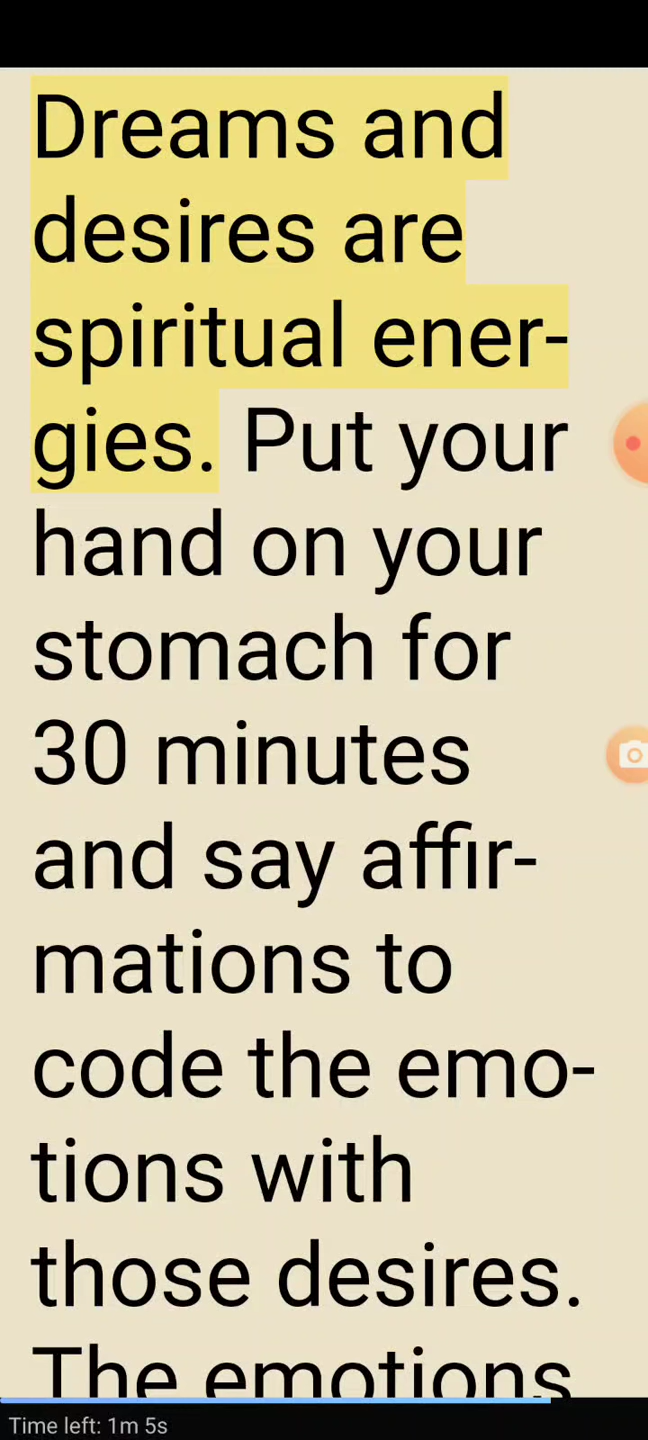 Dreams and
desires are
spiritual ener-
gies. Put your
hand on your
stomach for
30 minutes
and say affir-
mations to
code the emo-
tions with
those desires.
The emotions
Time left: 1m 5s